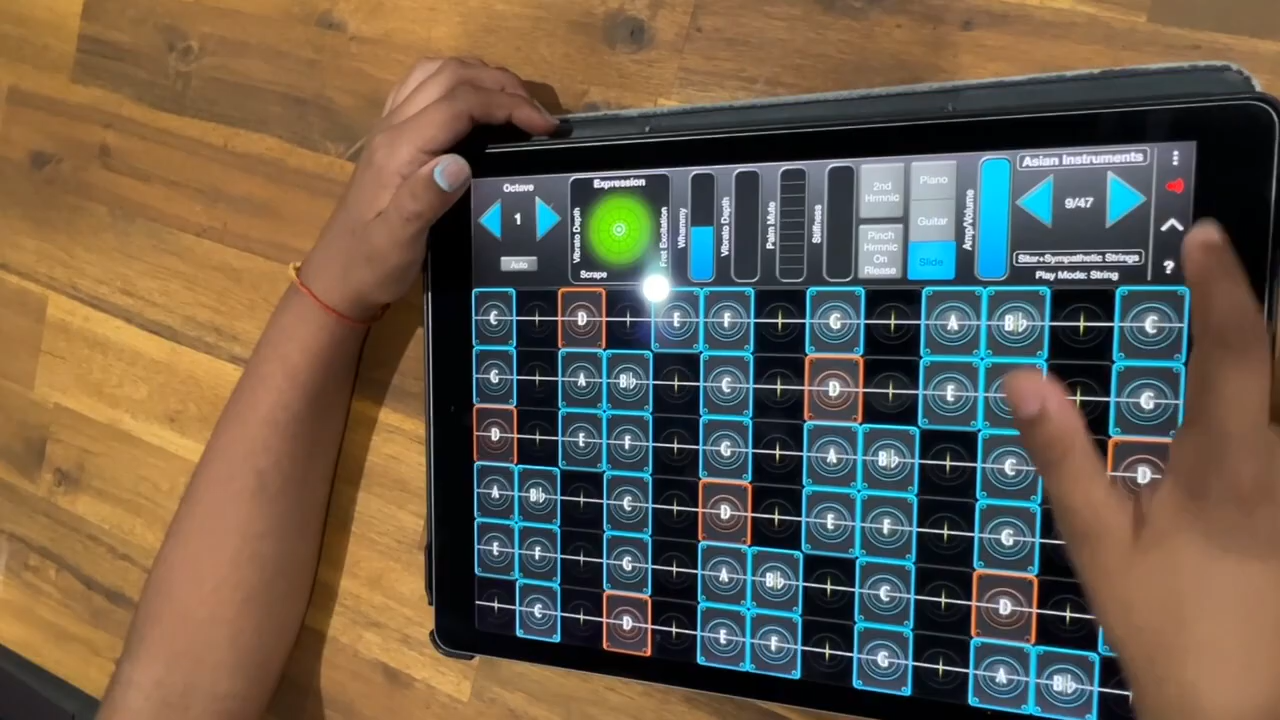 Octave
1
Auto
Expression
Vibrato Depth
Fret Excitation
Scrape
Whammy
Vibrato Depth
Palm Mute
Stiffness
2nd
Hrmnic
Pinch
Hrmnic
On
Rlease
Piano
Guitar
Slide
Amp/Volume
Asian Instruments
9/47
Sitar+Sympathetic Strings
Play Mode: String
?
C D E F G A B♭ C
G A B♭ C D E G
D E F G A B♭ C D
A B♭ C D E F G
E F G A B♭ C D
C D E F G A B♭